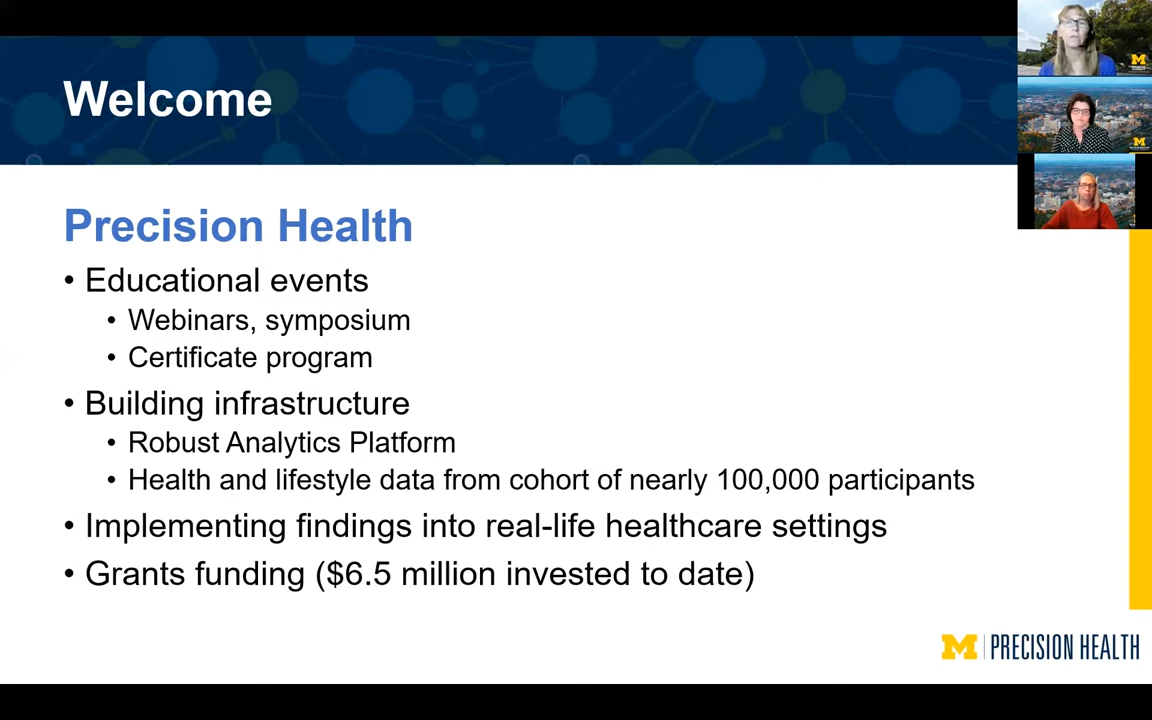 Welcome
Precision Health
• Educational events
• Webinars, symposium
• Certificate program
• Building infrastructure
• Robust Analytics Platform
• Health and lifestyle data from cohort of nearly 100,000 participants
• Implementing findings into real-life healthcare settings
• Grants funding ($6.5 million invested to date)
M | PRECISION HEALTH